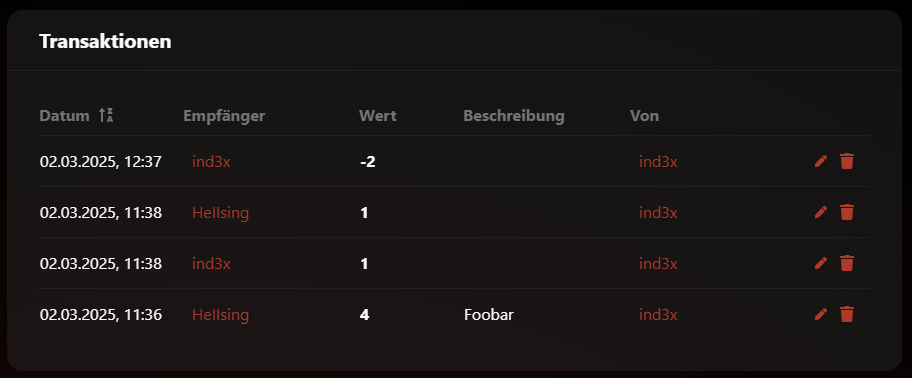 Transaktionen
Datum Empfänger Wert Beschreibung Von
02.03.2025, 12:37 ind3x -2 ind3x
02.03.2025, 11:38 Hellsing 1 ind3x
02.03.2025, 11:38 ind3x 1 ind3x
02.03.2025, 11:36 Hellsing 4 Foobar ind3x